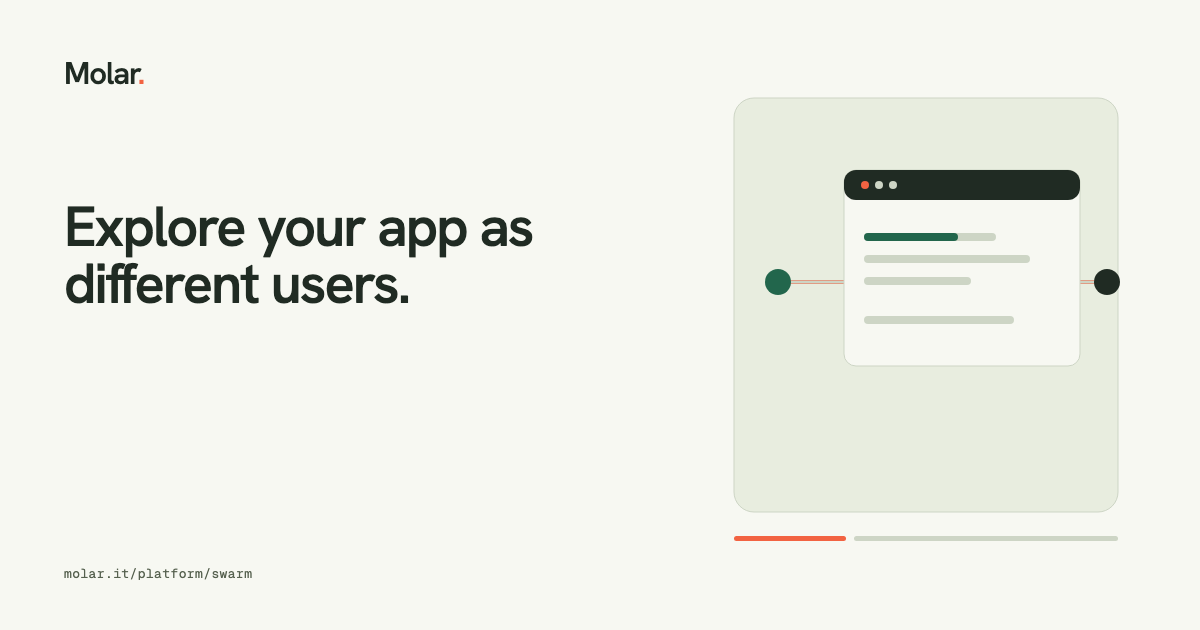 Molar.
Explore your app as
different users.
molar.it/platform/swarm